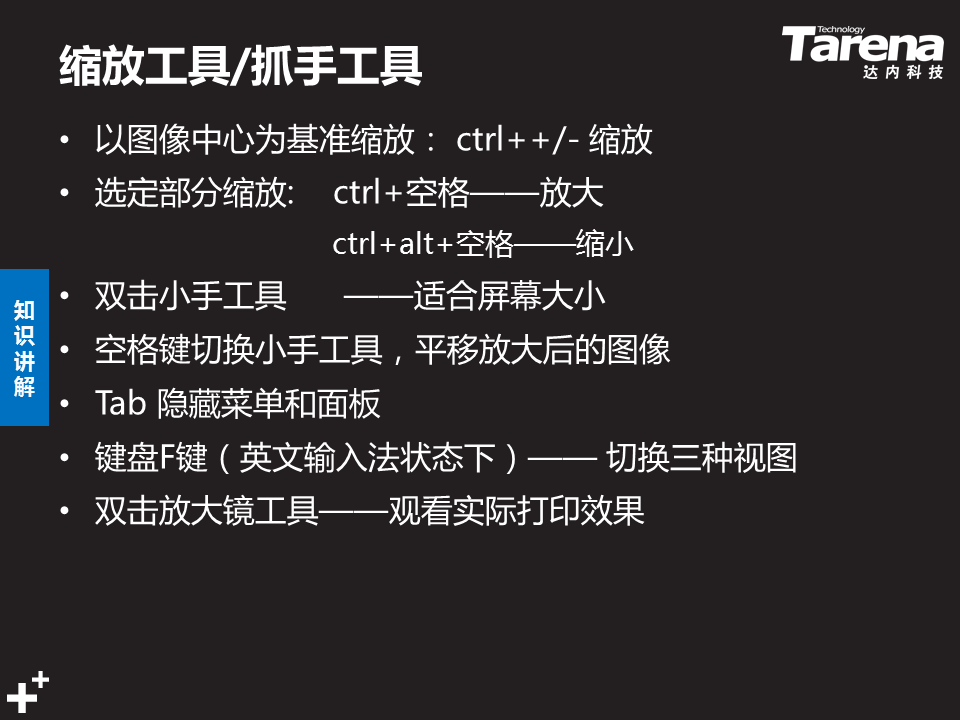 缩放工具/抓手工具
Technology
Tarena
达内科技
• 以图像中心为基准缩放： ctrl++/- 缩放
• 选定部分缩放: ctrl+空格——放大
ctrl+alt+空格——缩小
• 双击小手工具 ——适合屏幕大小
• 空格键切换小手工具，平移放大后的图像
• Tab 隐藏菜单和面板
• 键盘F键（英文输入法状态下）—— 切换三种视图
• 双击放大镜工具——观看实际打印效果
知识讲解